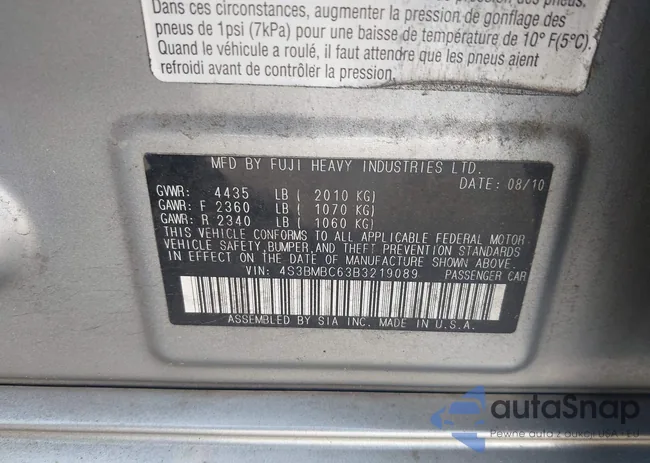 Dans ces circonstances, augmenter la pression de gonflage des
pneus de 1psi (7kPa) pour une baisse de température de 10° F(5°C).
Quand le véhicule a roulé, il faut attendre que les pneus aient
refroidi avant de contrôler la pression.
MFD BY FUJI HEAVY INDUSTRIES LTD.
DATE: 08/10
GVWR: 4435 LB ( 2010 KG)
GAWR: F 2360 LB ( 1070 KG)
GAWR: R 2340 LB ( 1060 KG)
THIS VEHICLE CONFORMS TO ALL APPLICABLE FEDERAL MOTOR
VEHICLE SAFETY,BUMPER,AND THEFT PREVENTION STANDARDS
IN EFFECT ON THE DATE OF MANUFACTURE SHOWN ABOVE.
VIN: 4S3BMBC63B3219089 PASSENGER CAR
ASSEMBLED BY SIA INC. MADE IN U.S.A.
autaSnap
Pewne auta z